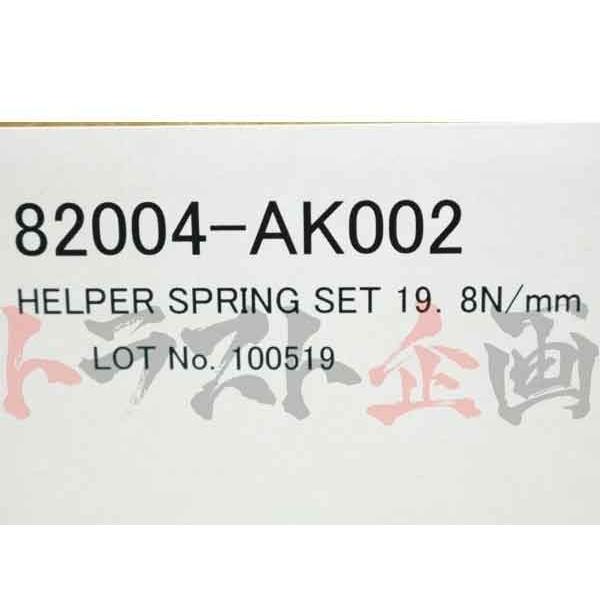 82004-AK002
HELPER SPRING SET 19. 8N/mm
LOT No. 100519
トラスト企画